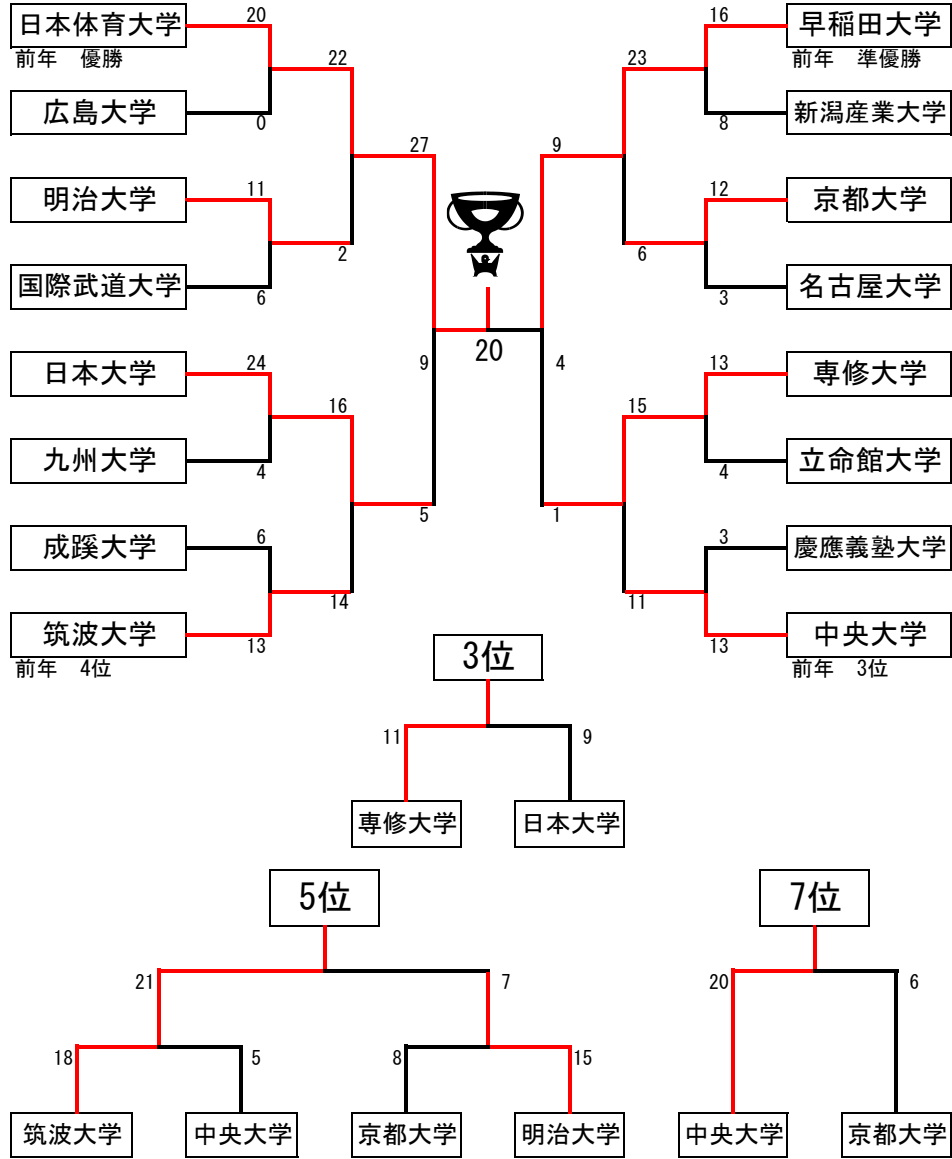 日本体育大学 20 16 早稲田大学
前年 優勝 22 23 前年 準優勝
広島大学 0 8 新潟産業大学
27 9
明治大学 11 12 京都大学
2 6
国際武道大学 6 3 名古屋大学
9 20 4
日本大学 24 13 専修大学
16 15
九州大学 4 4 立命館大学
5 1
成蹊大学 6 3 慶應義塾大学
14 11
筑波大学 13 13 中央大学
前年 4位 前年 3位
3位
11 9
専修大学 日本大学
5位 7位
21 7 20 6
18 5 8 15
筑波大学 中央大学 京都大学 明治大学 中央大学 京都大学